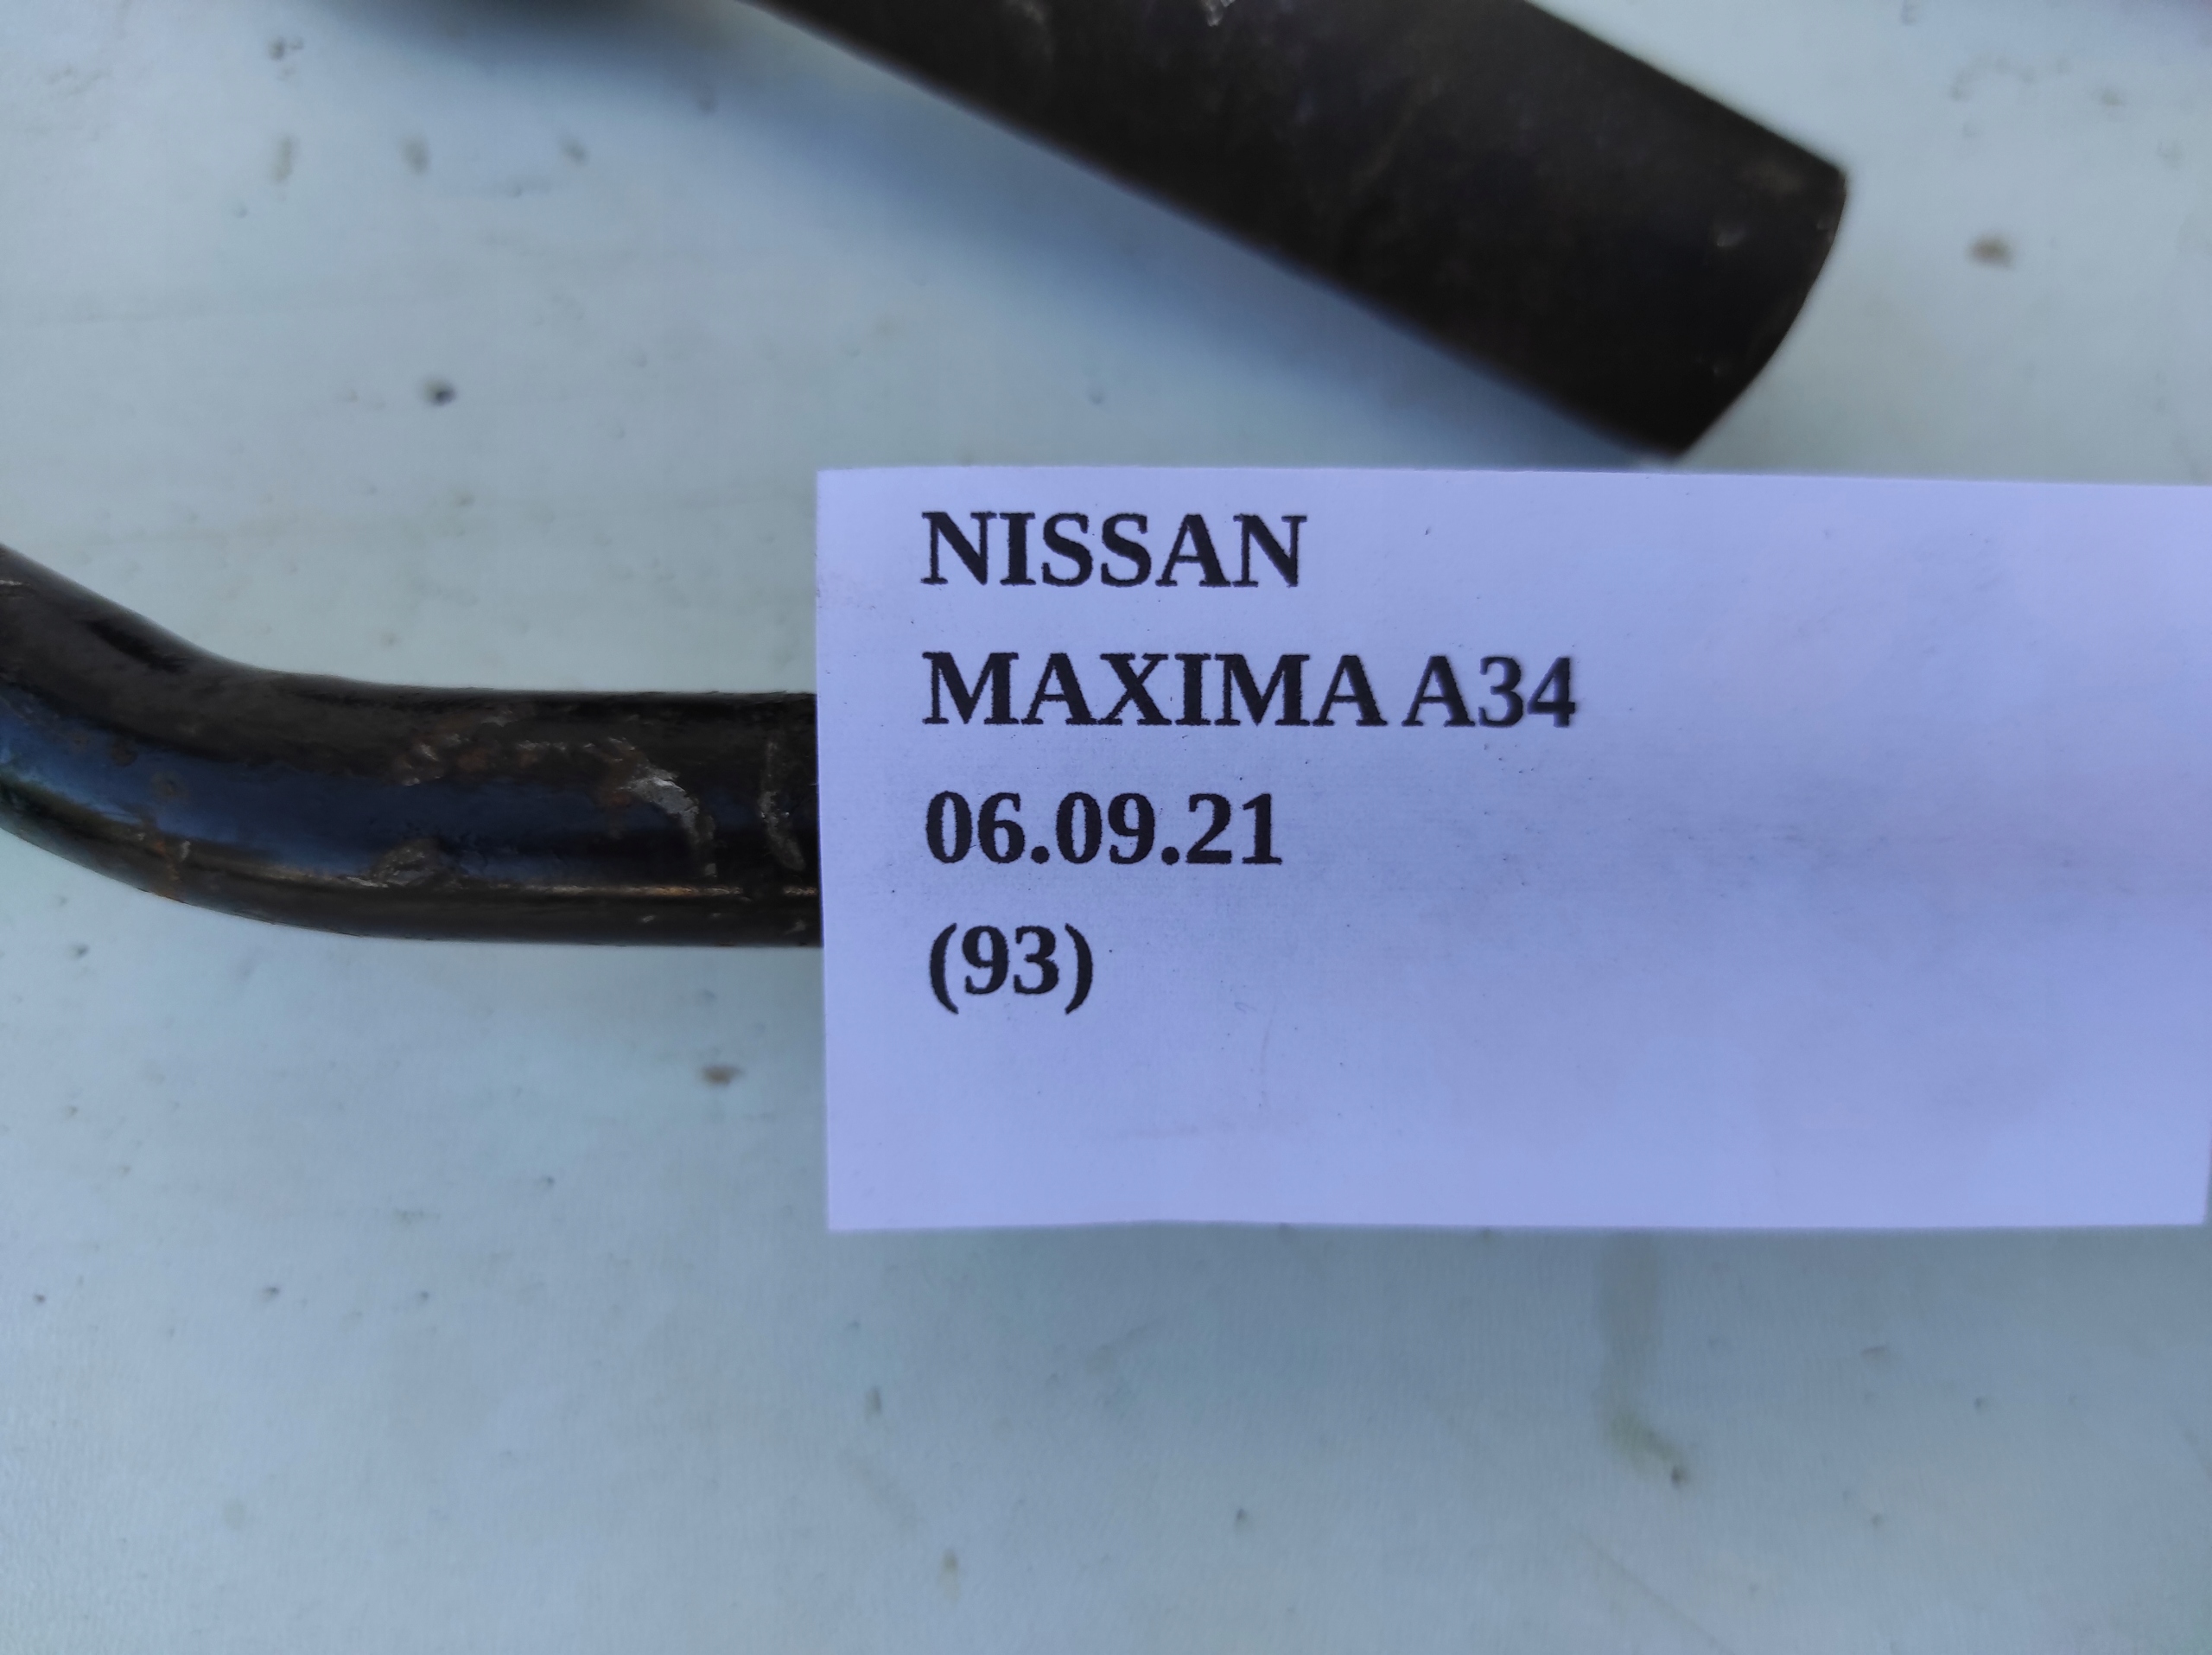 NISSAN
MAXIMA A34
06.09.21
(93)